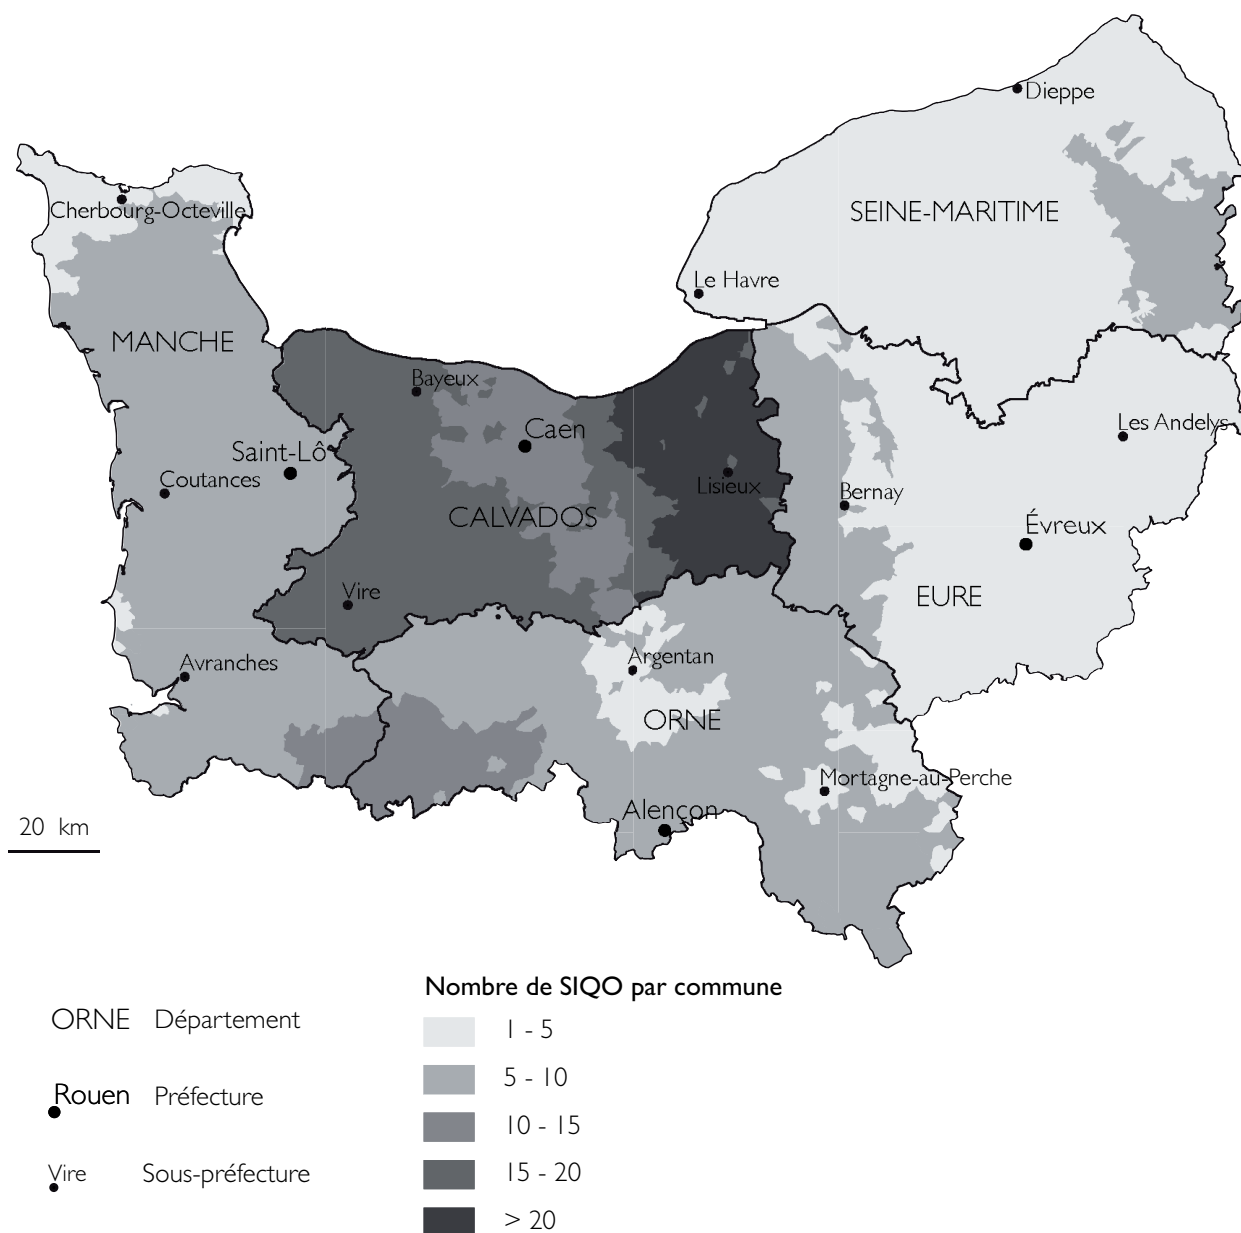 Dieppe
Cherbourg-Octeville
SEINE-MARITIME
Le Havre
MANCHE
Bayeux
Caen
Les Andelys
Saint-Lô
Coutances
Lisieux
Bernay
CALVADOS
Évreux
Vire
EURE
Avranches
Argentan
ORNE
Mortagne-au-Perche
Alençon
20 km
Nombre de SIQO par commune
ORNE Département
1 - 5
5 - 10
Rouen Préfecture
10 - 15
Vire Sous-préfecture
15 - 20
> 20